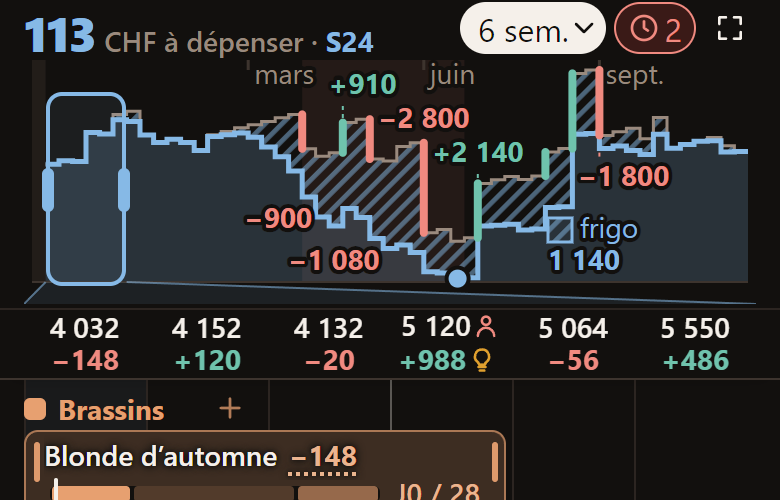 113 CHF à dépenser · S24
6 sem.
2
mars
juin
sept.
+910
−2 800
+2 140
−1 800
−900
frigo
−1 080
1 140
4 032 4 152 4 132 5 120 5 064 5 550
−148 +120 −20 +988 −56 +486
Brassins +
Blonde d’automne −148
J0 / 28